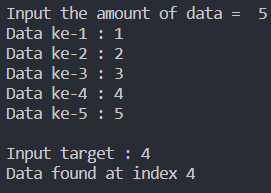 Input the amount of data =  5
Data ke-1 : 1
Data ke-2 : 2
Data ke-3 : 3
Data ke-4 : 4
Data ke-5 : 5
Input target : 4
Data found at index 4